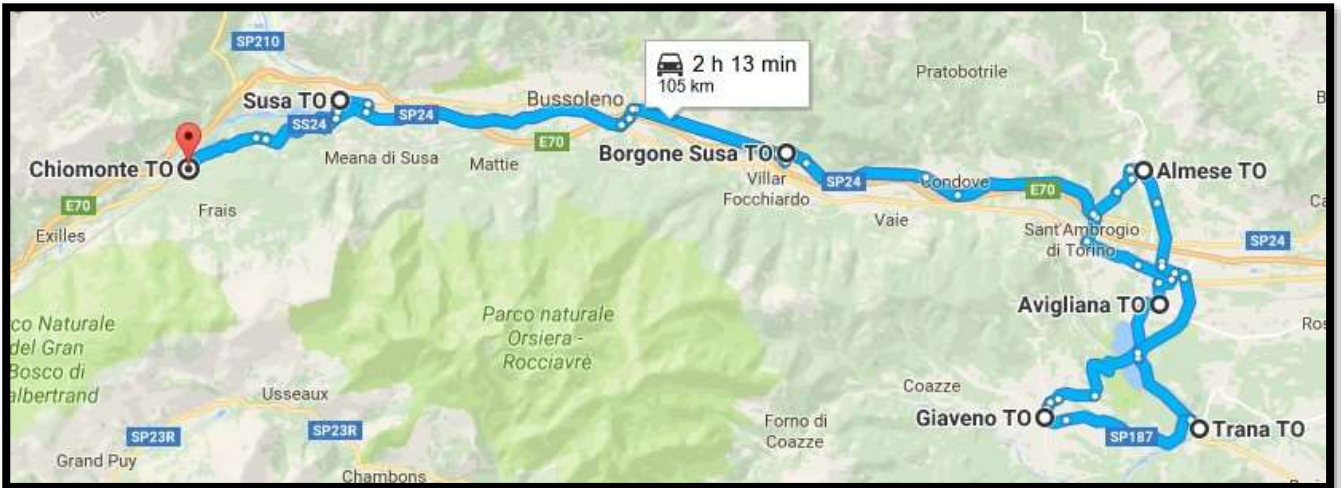 SP210
2 h 13 min
105 km
Pratobotrile
Susa TO
SP24
Bussoleno
SS24
E70
Borgone Susa TO
Meana di Susa
Mattie
Chiomonte TO
Almese TO
Villar
Focchiardo
SP24
Condove
E70
Vaie
E70
Frais
Exilles
Sant'Ambrogio
di Torino
SP24
Avigliana TO
Parco naturale
Orsiera -
Rocciavrè
co Naturale
del Gran
Bosco di
albertrand
Ros
Usseaux
Coazze
Giaveno TO
Forno di
Coazze
Trana TO
SP187
SP23R
SP23R
Grand Puy
Chambons